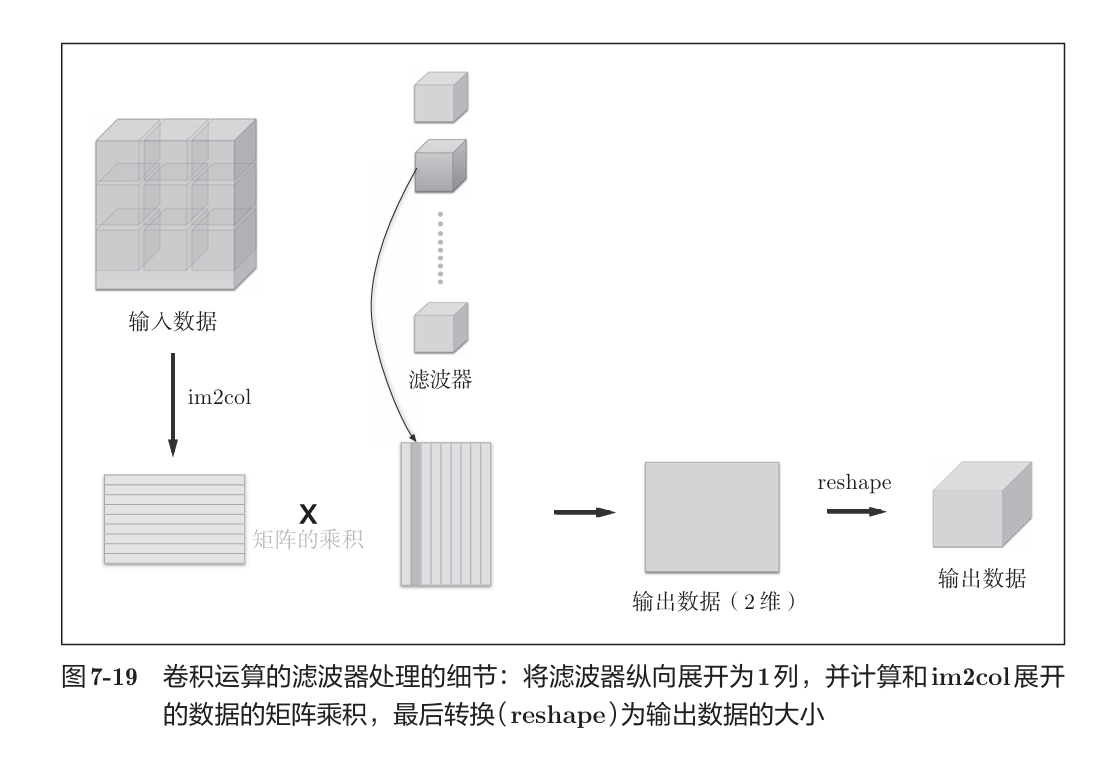 输入数据
im2col
滤波器
X
矩阵的乘积
reshape
输出数据（2维）
输出数据
图7-19 卷积运算的滤波器处理的细节：将滤波器纵向展开为1列，并计算和im2col展开
的数据的矩阵乘积，最后转换（reshape）为输出数据的大小